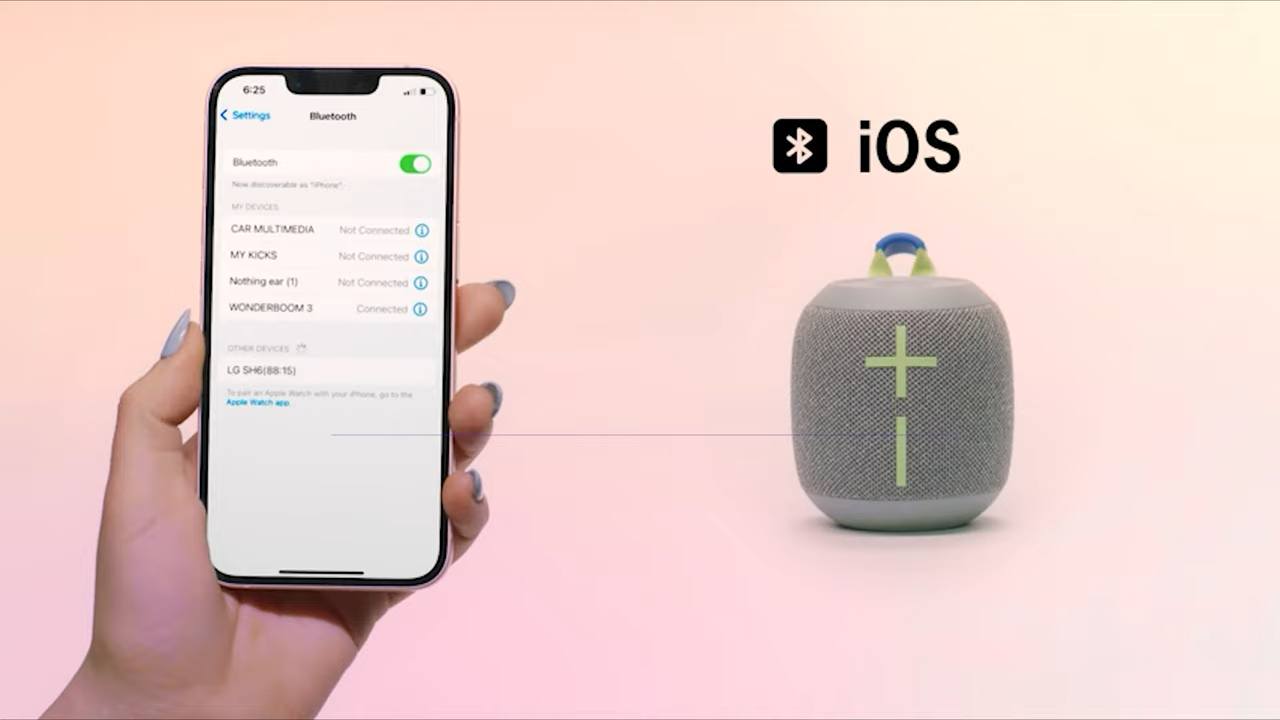 6:25
Settings
Bluetooth
Bluetooth
Now discoverable as "iPhone"
MY DEVICES
CAR MULTIMEDIA Not Connected
MY KICKS Not Connected
Nothing ear (1) Not Connected
WONDERBOOM 3 Connected
OTHER DEVICES
LG SH6(88:15)
To pair an Apple Watch with your iPhone, go to the
Apple Watch app.
iOS